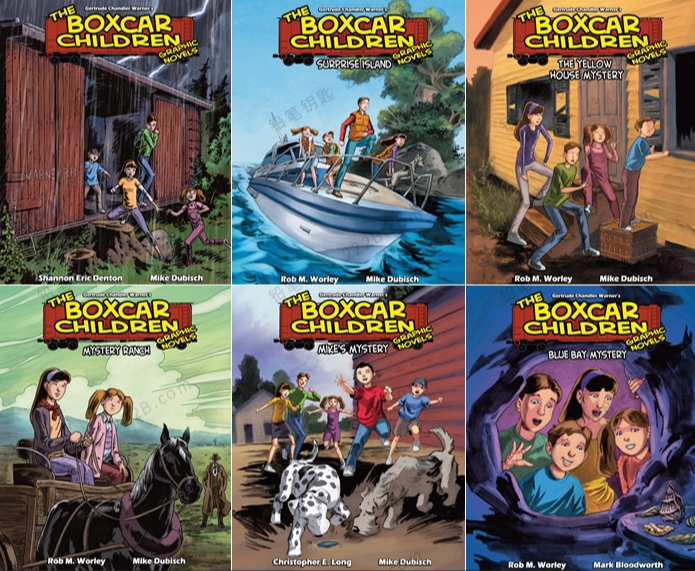 Gertrude Chandler Warner's
THE
BOXCAR
CHILDREN
GRAPHIC
NOVELS
Shannon Eric Denton Mike Dubisch
Gertrude Chandler Warner's
THE
BOXCAR
CHILDREN
GRAPHIC
NOVELS
SURPRISE ISLAND
铅笔钥匙
Rob M. Worley Mike Dubisch
Gertrude Chandler Warner's
THE
BOXCAR
CHILDREN
GRAPHIC
NOVELS
THE YELLOW
HOUSE MYSTERY
Rob M. Worley Mike Dubisch
Gertrude Chandler Warner's
THE
BOXCAR
CHILDREN
GRAPHIC
NOVELS
MYSTERY RANCH
Rob M. Worley Mike Dubisch
Gertrude Chandler Warner's
THE
BOXCAR
CHILDREN
GRAPHIC
NOVELS
MIKE'S MYSTERY
Christopher E. Long Mike Dubisch
Gertrude Chandler Warner's
THE
BOXCAR
CHILDREN
GRAPHIC
NOVELS
BLUE BAY MYSTERY
Rob M. Worley Mark Bloodworth